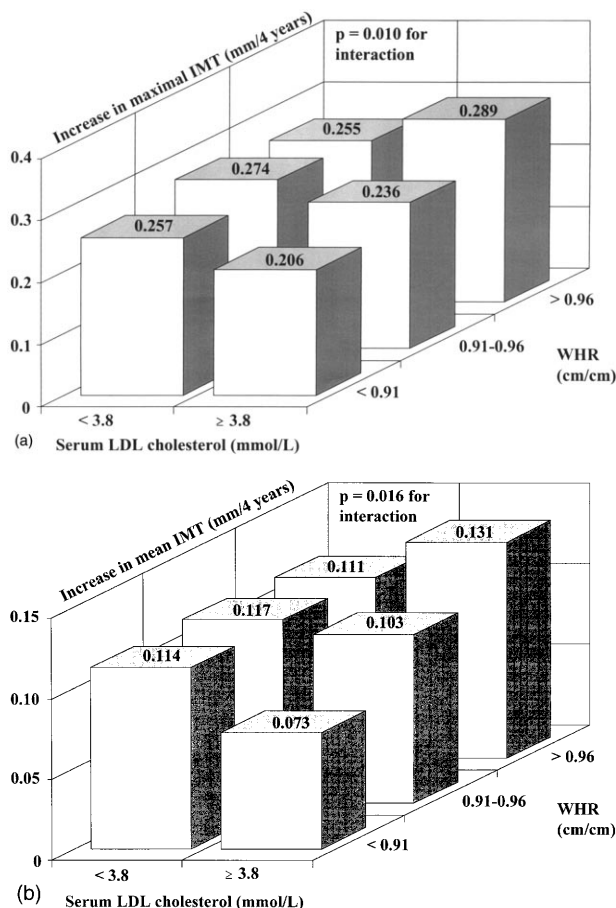 Increase in maximal IMT (mm/4 years)
p = 0.010 for
interaction
0.4
0.3
0.2
0.1
0
0.255
0.289
0.274
0.236
0.257
0.206
> 0.96
0.91-0.96
< 0.91
WHR
(cm/cm)
< 3.8
≥ 3.8
(a)
Serum LDL cholesterol (mmol/L)
Increase in mean IMT (mm/4 years)
p = 0.016 for
interaction
0.15
0.10
0.05
0
0.111
0.131
0.117
0.103
0.114
0.073
> 0.96
0.91-0.96
< 0.91
WHR
(cm/cm)
< 3.8
≥ 3.8
(b)
Serum LDL cholesterol (mmol/L)